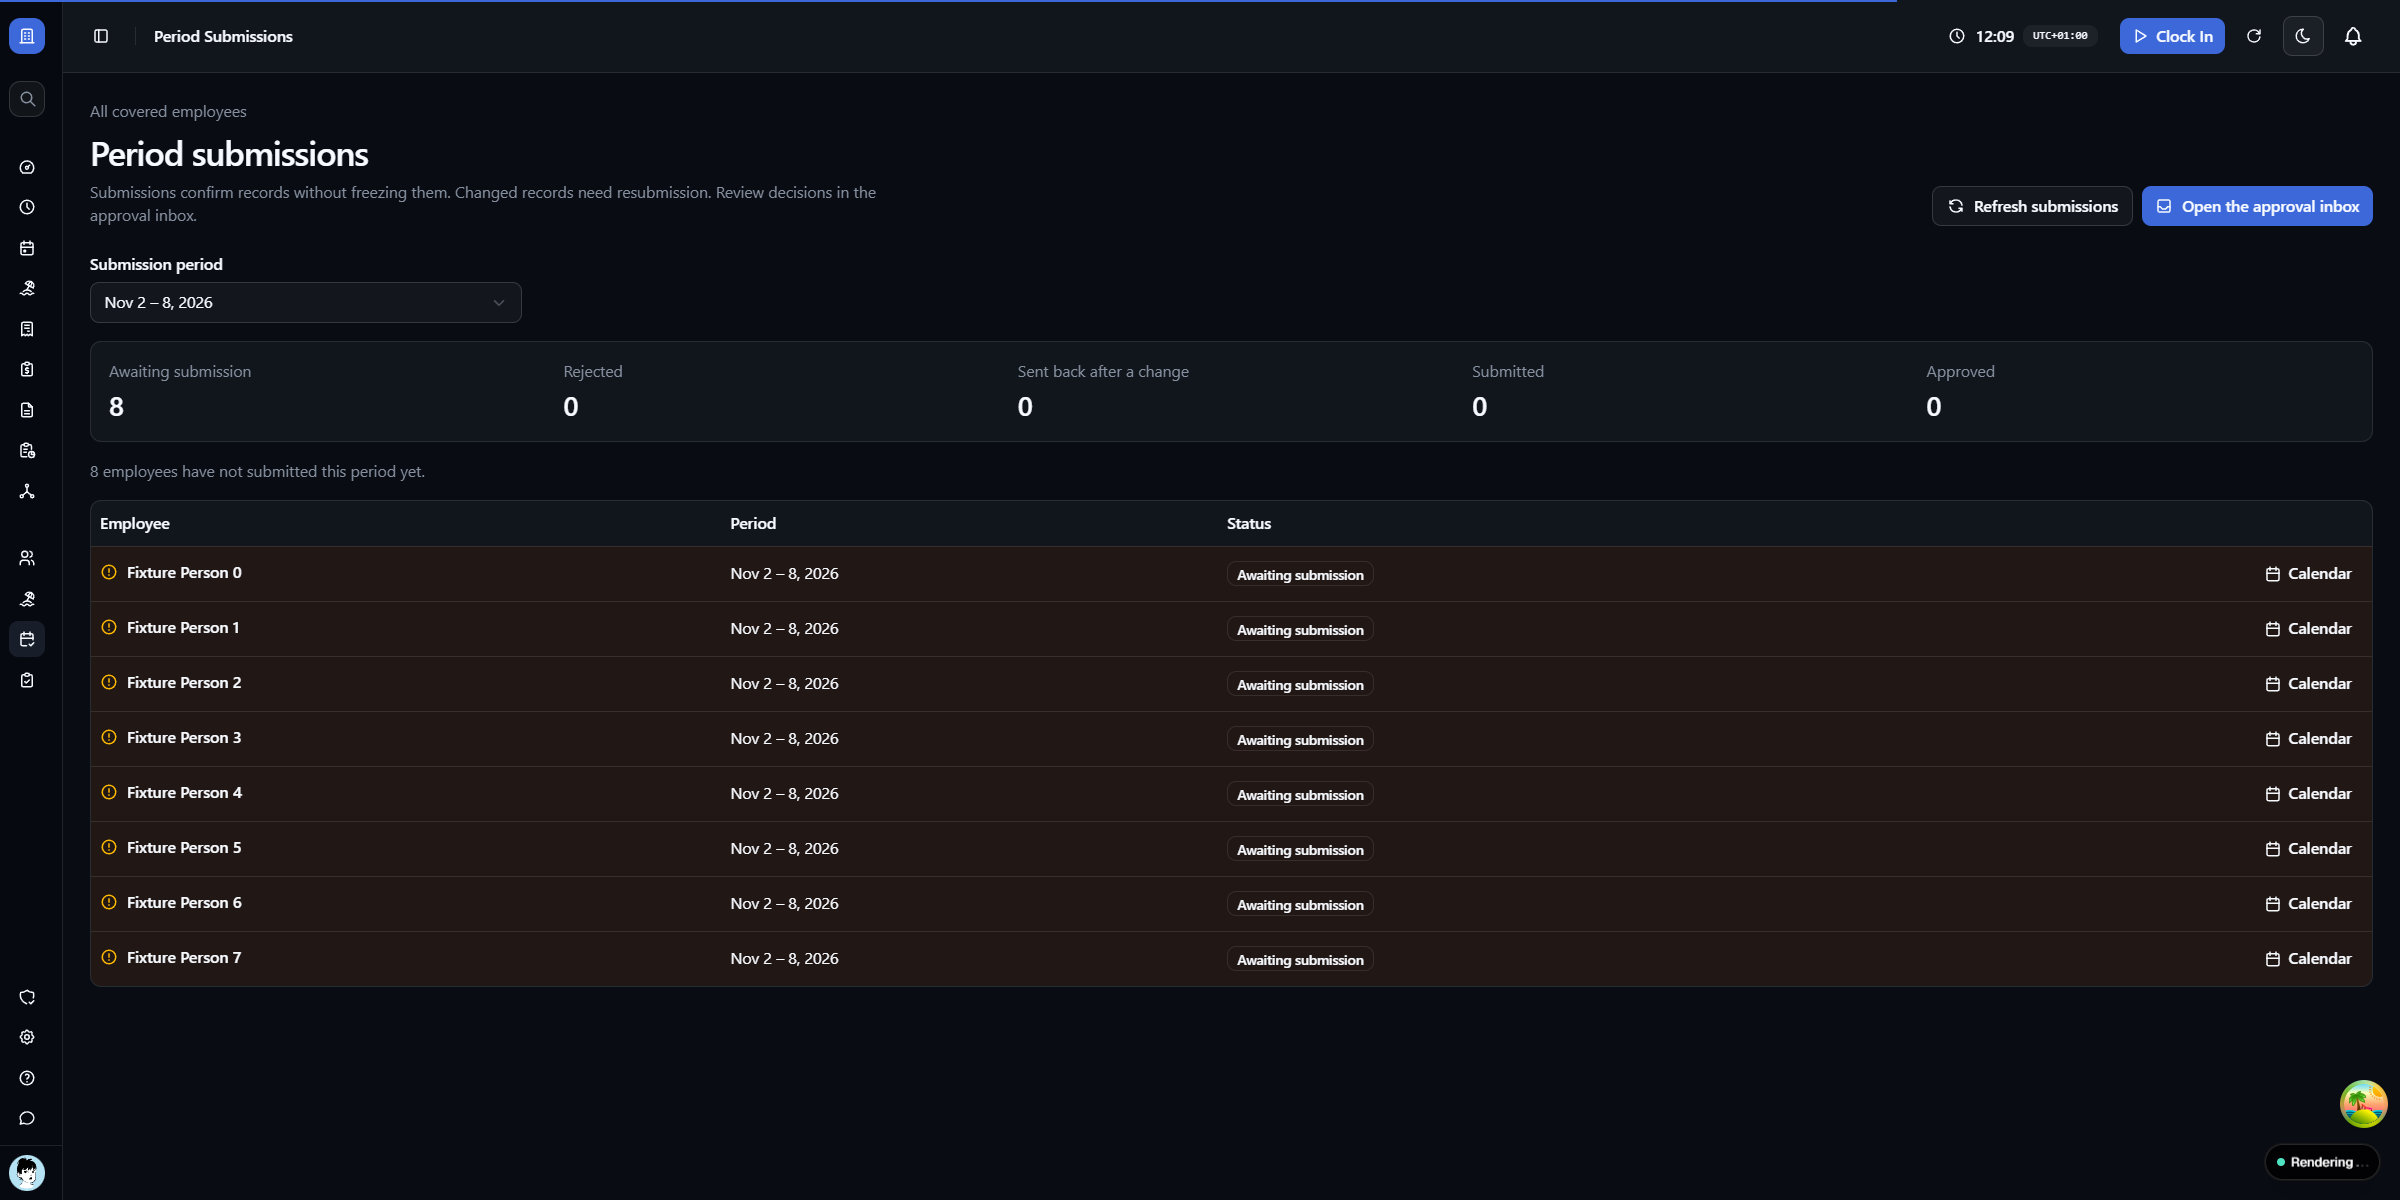 Period Submissions
12:09
UTC+01:00
Clock In
All covered employees
Period submissions
Submissions confirm records without freezing them. Changed records need resubmission. Review decisions in the
approval inbox.
Refresh submissions
Open the approval inbox
Submission period
Nov 2 – 8, 2026
Awaiting submission
8
Rejected
0
Sent back after a change
0
Submitted
0
Approved
0
8 employees have not submitted this period yet.
Employee Period Status
Fixture Person 0 Nov 2 – 8, 2026 Awaiting submission Calendar
Fixture Person 1 Nov 2 – 8, 2026 Awaiting submission Calendar
Fixture Person 2 Nov 2 – 8, 2026 Awaiting submission Calendar
Fixture Person 3 Nov 2 – 8, 2026 Awaiting submission Calendar
Fixture Person 4 Nov 2 – 8, 2026 Awaiting submission Calendar
Fixture Person 5 Nov 2 – 8, 2026 Awaiting submission Calendar
Fixture Person 6 Nov 2 – 8, 2026 Awaiting submission Calendar
Fixture Person 7 Nov 2 – 8, 2026 Awaiting submission Calendar
Rendering...